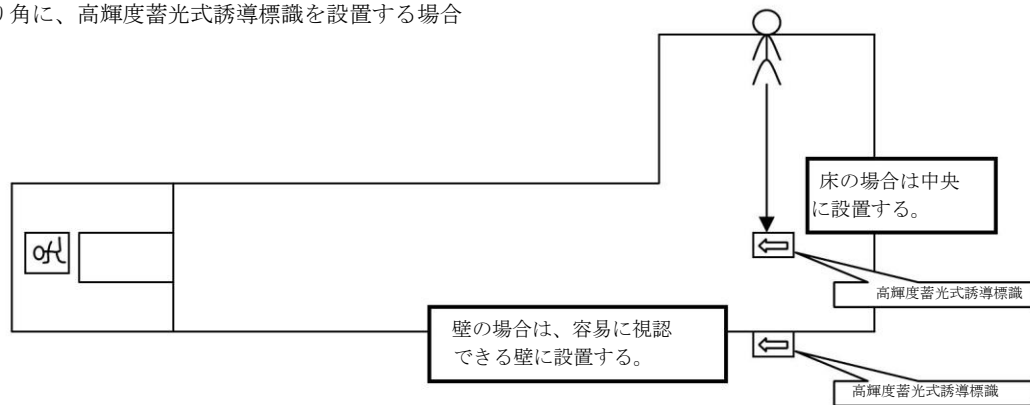 角に、高輝度蓄光式誘導標識を設置する場合
床の場合は中央
に設置する。
高輝度蓄光式誘導標識
壁の場合は、容易に視認
できる壁に設置する。
高輝度蓄光式誘導標識